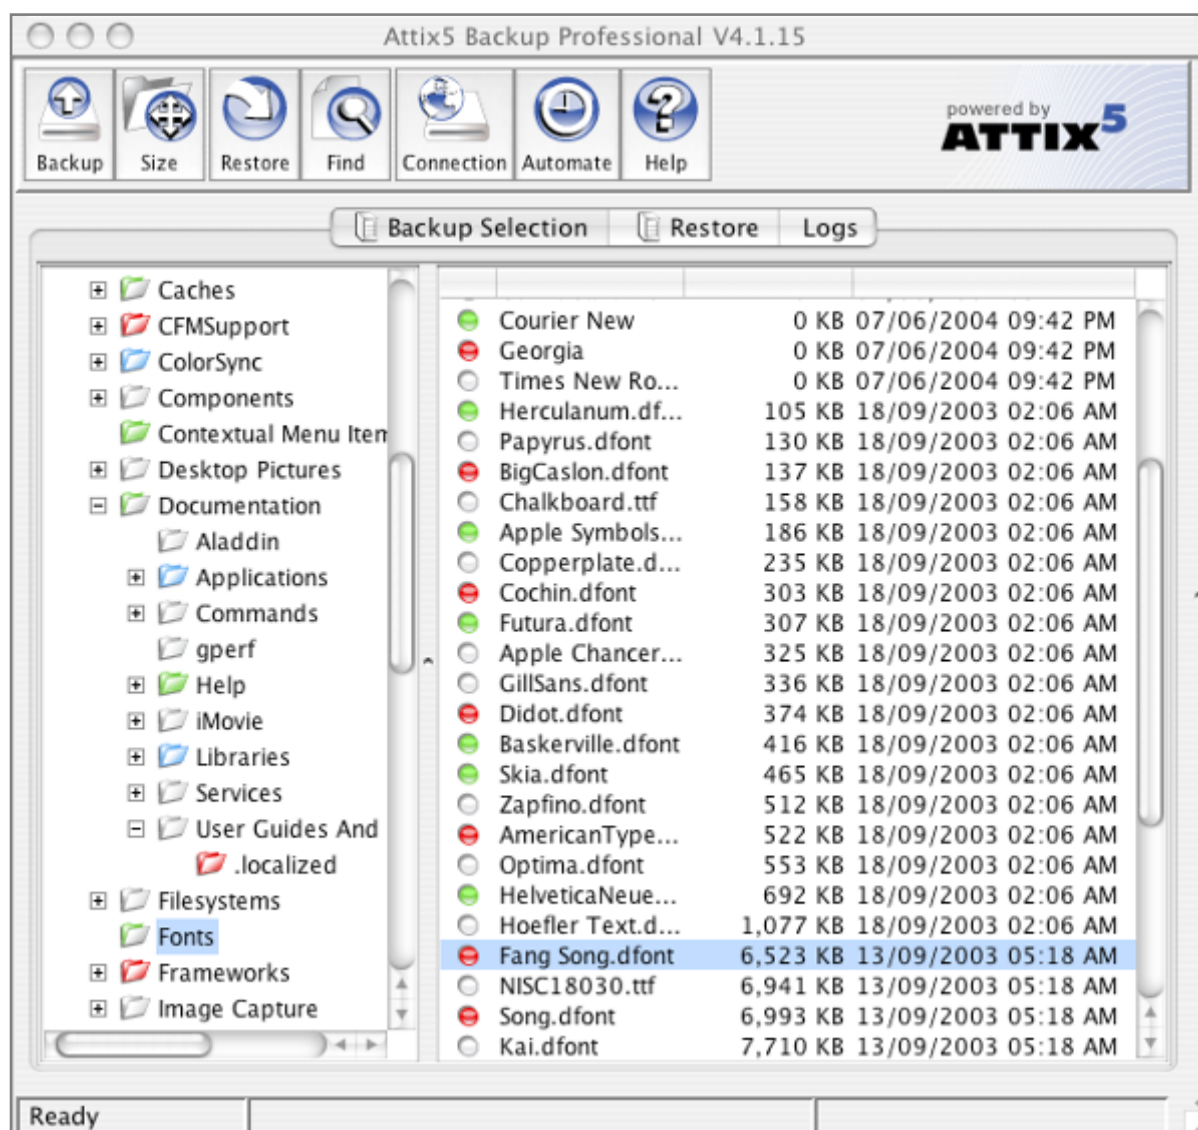 Attix5 Backup Professional V4.1.15
Backup Size Restore Find Connection Automate Help
powered by
ATTIX5
Backup Selection Restore Logs
Caches
CFMSupport
ColorSync
Components
Contextual Menu Item
Desktop Pictures
Documentation
Aladdin
Applications
Commands
gperf
Help
iMovie
Libraries
Services
User Guides And
.localized
Filesystems
Fonts
Frameworks
Image Capture
Courier New 0 KB 07/06/2004 09:42 PM
Georgia 0 KB 07/06/2004 09:42 PM
Times New Ro... 0 KB 07/06/2004 09:42 PM
Herculanum.df... 105 KB 18/09/2003 02:06 AM
Papyrus.dfont 130 KB 18/09/2003 02:06 AM
BigCaslon.dfont 137 KB 18/09/2003 02:06 AM
Chalkboard.ttf 158 KB 18/09/2003 02:06 AM
Apple Symbols... 186 KB 18/09/2003 02:06 AM
Copperplate.d... 235 KB 18/09/2003 02:06 AM
Cochin.dfont 303 KB 18/09/2003 02:06 AM
Futura.dfont 307 KB 18/09/2003 02:06 AM
Apple Chancer... 325 KB 18/09/2003 02:06 AM
GillSans.dfont 336 KB 18/09/2003 02:06 AM
Didot.dfont 374 KB 18/09/2003 02:06 AM
Baskerville.dfont 416 KB 18/09/2003 02:06 AM
Skia.dfont 465 KB 18/09/2003 02:06 AM
Zapfino.dfont 512 KB 18/09/2003 02:06 AM
AmericanType... 522 KB 18/09/2003 02:06 AM
Optima.dfont 553 KB 18/09/2003 02:06 AM
HelveticaNeue... 692 KB 18/09/2003 02:06 AM
Hoefler Text.d... 1,077 KB 18/09/2003 02:06 AM
Fang Song.dfont 6,523 KB 13/09/2003 05:18 AM
NISC18030.ttf 6,941 KB 13/09/2003 05:18 AM
Song.dfont 6,993 KB 13/09/2003 05:18 AM
Kai.dfont 7,710 KB 13/09/2003 05:18 AM
Ready